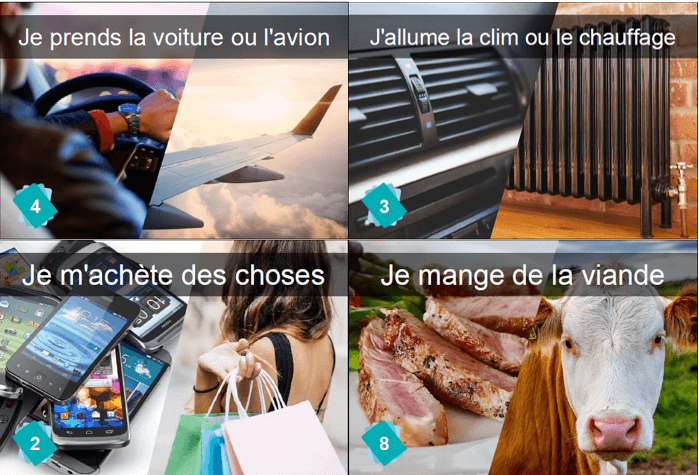 Je prends la voiture ou l'avion
4
J'allume la clim ou le chauffage
3
Je m'achète des choses
2
Je mange de la viande
8